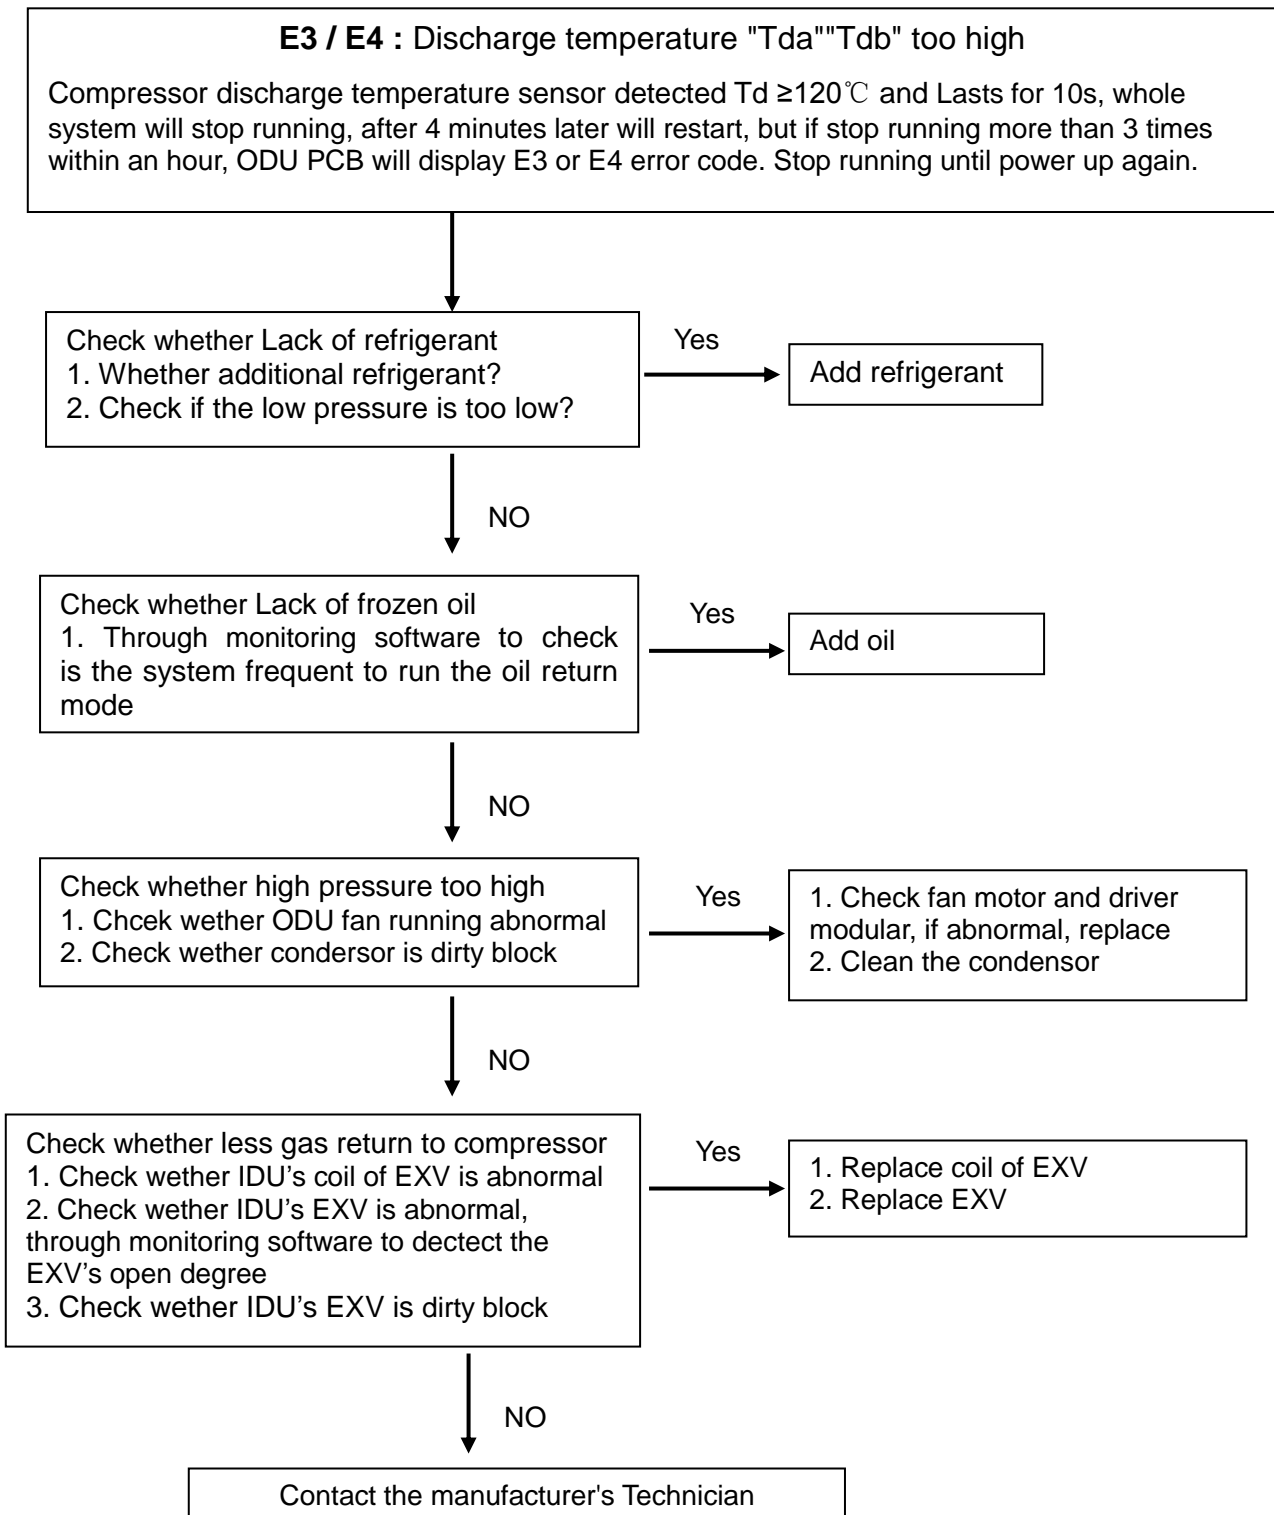 E3 / E4 : Discharge temperature "Tda""Tdb" too high
Compressor discharge temperature sensor detected Td ≥120℃ and Lasts for 10s, whole
system will stop running, after 4 minutes later will restart, but if stop running more than 3 times
within an hour, ODU PCB will display E3 or E4 error code. Stop running until power up again.
Check whether Lack of refrigerant
1. Whether additional refrigerant?
2. Check if the low pressure is too low?
Yes
Add refrigerant
NO
Check whether Lack of frozen oil
1. Through monitoring software to check
is the system frequent to run the oil return
mode
Yes
Add oil
NO
Check whether high pressure too high
1. Chcek wether ODU fan running abnormal
2. Check wether condersor is dirty block
Yes
1. Check fan motor and driver
modular, if abnormal, replace
2. Clean the condensor
NO
Check whether less gas return to compressor
1. Check wether IDU’s coil of EXV is abnormal
2. Check wether IDU’s EXV is abnormal,
through monitoring software to dectect the
EXV’s open degree
3. Check wether IDU’s EXV is dirty block
Yes
1. Replace coil of EXV
2. Replace EXV
NO
Contact the manufacturer's Technician